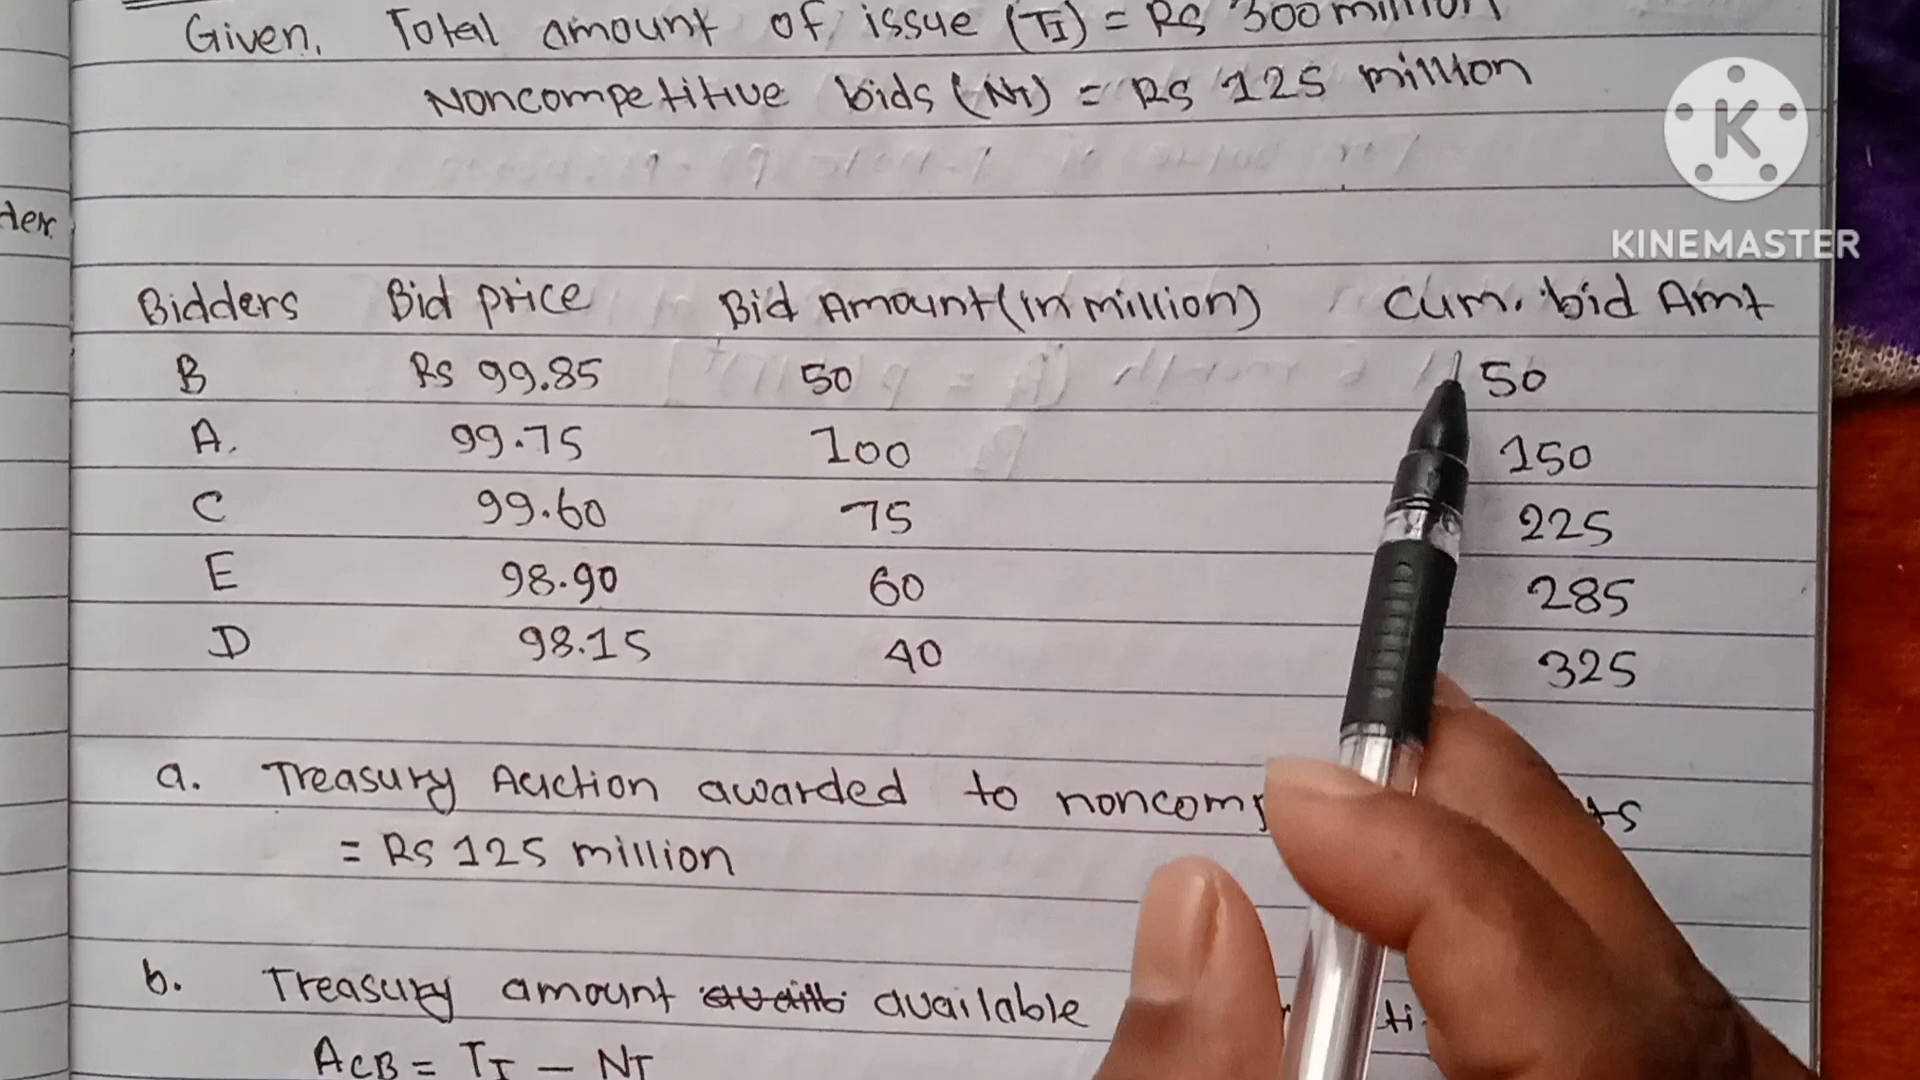 Given, Total amount of issue (TI) = Rs 300 million
Noncompetitive bids (NI) = Rs 125 million
K
KINEMASTER
der
Bidders Bid price Bid Amount (in million) Cum. bid Amt
B Rs 99.85 50 50
A. 99.75 100 150
C 99.60 75 225
E 98.90 60 285
D 98.15 40 325
a. Treasury Auction awarded to
= Rs 125 million
b. Treasury amount available
ACB = TI - NI